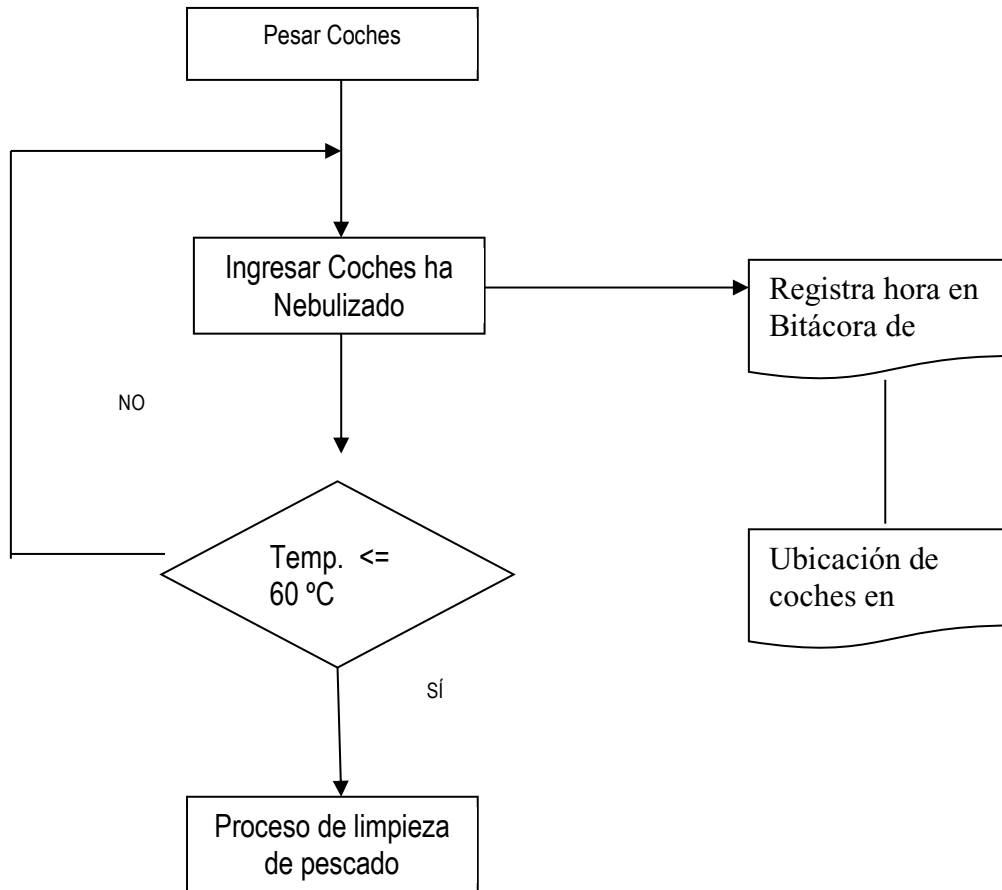 Pesar Coches
Ingresar Coches ha
Nebulizado
Registra hora en
Bitácora de
NO
Temp. <=
60 ºC
Ubicación de
coches en
SÍ
Proceso de limpieza
de pescado